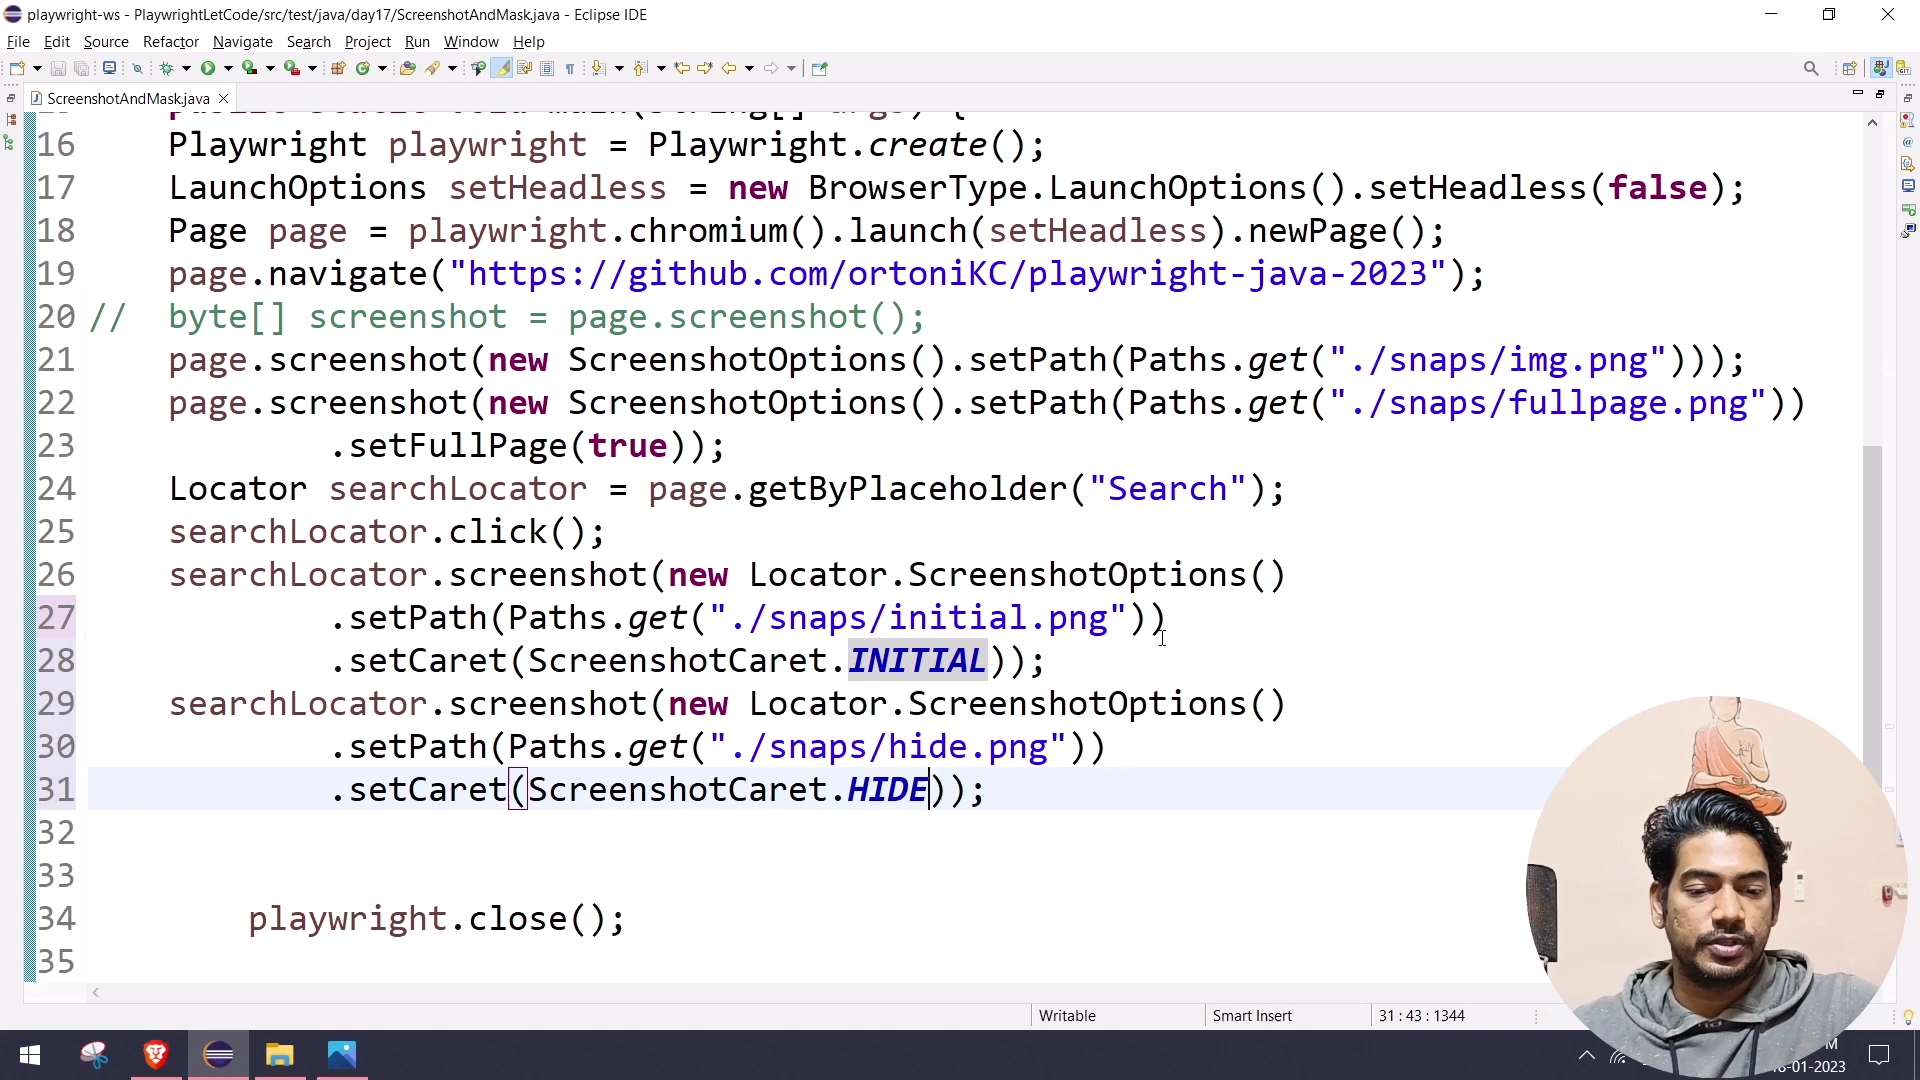 playwright-ws - PlaywrightLetCode/src/test/java/day17/ScreenshotAndMask.java - Eclipse IDE
File Edit Source Refactor Navigate Search Project Run Window Help
ScreenshotAndMask.java
16 Playwright playwright = Playwright.create();
17 LaunchOptions setHeadless = new BrowserType.LaunchOptions().setHeadless(false);
18 Page page = playwright.chromium().launch(setHeadless).newPage();
19 page.navigate("https://github.com/ortoniKC/playwright-java-2023");
20 // byte[] screenshot = page.screenshot();
21 page.screenshot(new ScreenshotOptions().setPath(Paths.get("./snaps/img.png")));
22 page.screenshot(new ScreenshotOptions().setPath(Paths.get("./snaps/fullpage.png"))
23 .setFullPage(true));
24 Locator searchLocator = page.getByPlaceholder("Search");
25 searchLocator.click();
26 searchLocator.screenshot(new Locator.ScreenshotOptions()
27 .setPath(Paths.get("./snaps/initial.png"))
28 .setCaret(ScreenshotCaret.INITIAL));
29 searchLocator.screenshot(new Locator.ScreenshotOptions()
30 .setPath(Paths.get("./snaps/hide.png"))
31 .setCaret(ScreenshotCaret.HIDE));
32
33
34 playwright.close();
35
Writable Smart Insert 31 : 43 : 1344